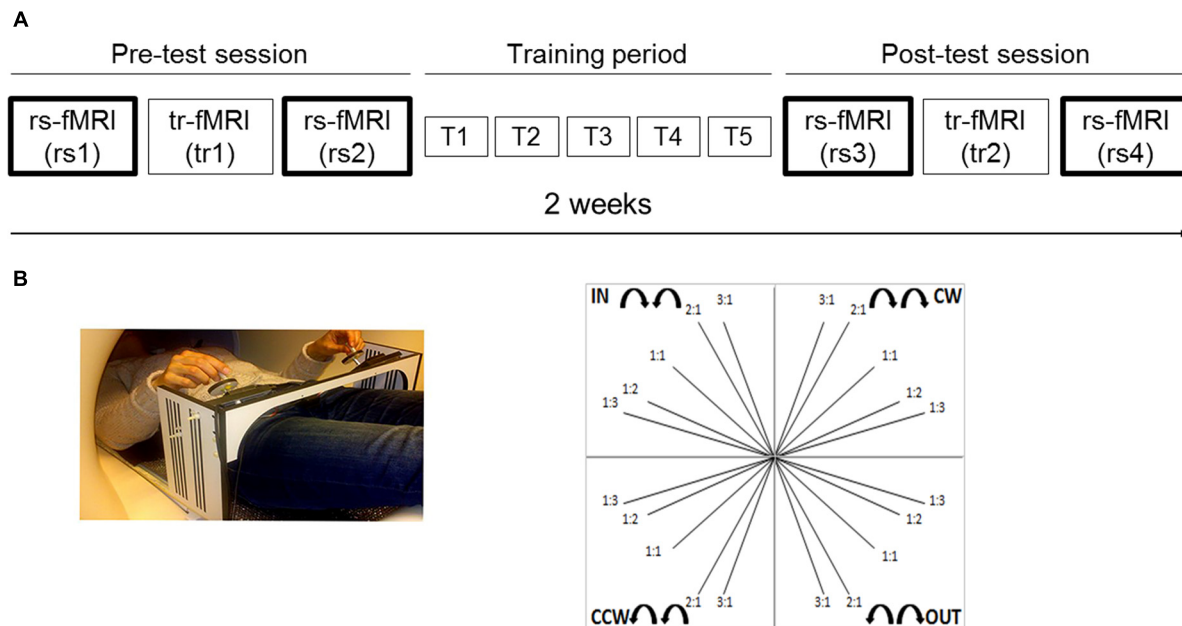 A
Pre-test session Training period Post-test session
rs-fMRI tr-fMRI rs-fMRI rs-fMRI tr-fMRI rs-fMRI
(rs1) (tr1) (rs2) T1 T2 T3 T4 T5 (rs3) (tr2) (rs4)
2 weeks
B
IN 2:1 3:1 3:1 2:1 CW
1:1 1:1
1:2 1:2
1:3 1:3
1:3 1:3
1:2 1:2
1:1 1:1
CCW 2:1 3:1 3:1 2:1 OUT